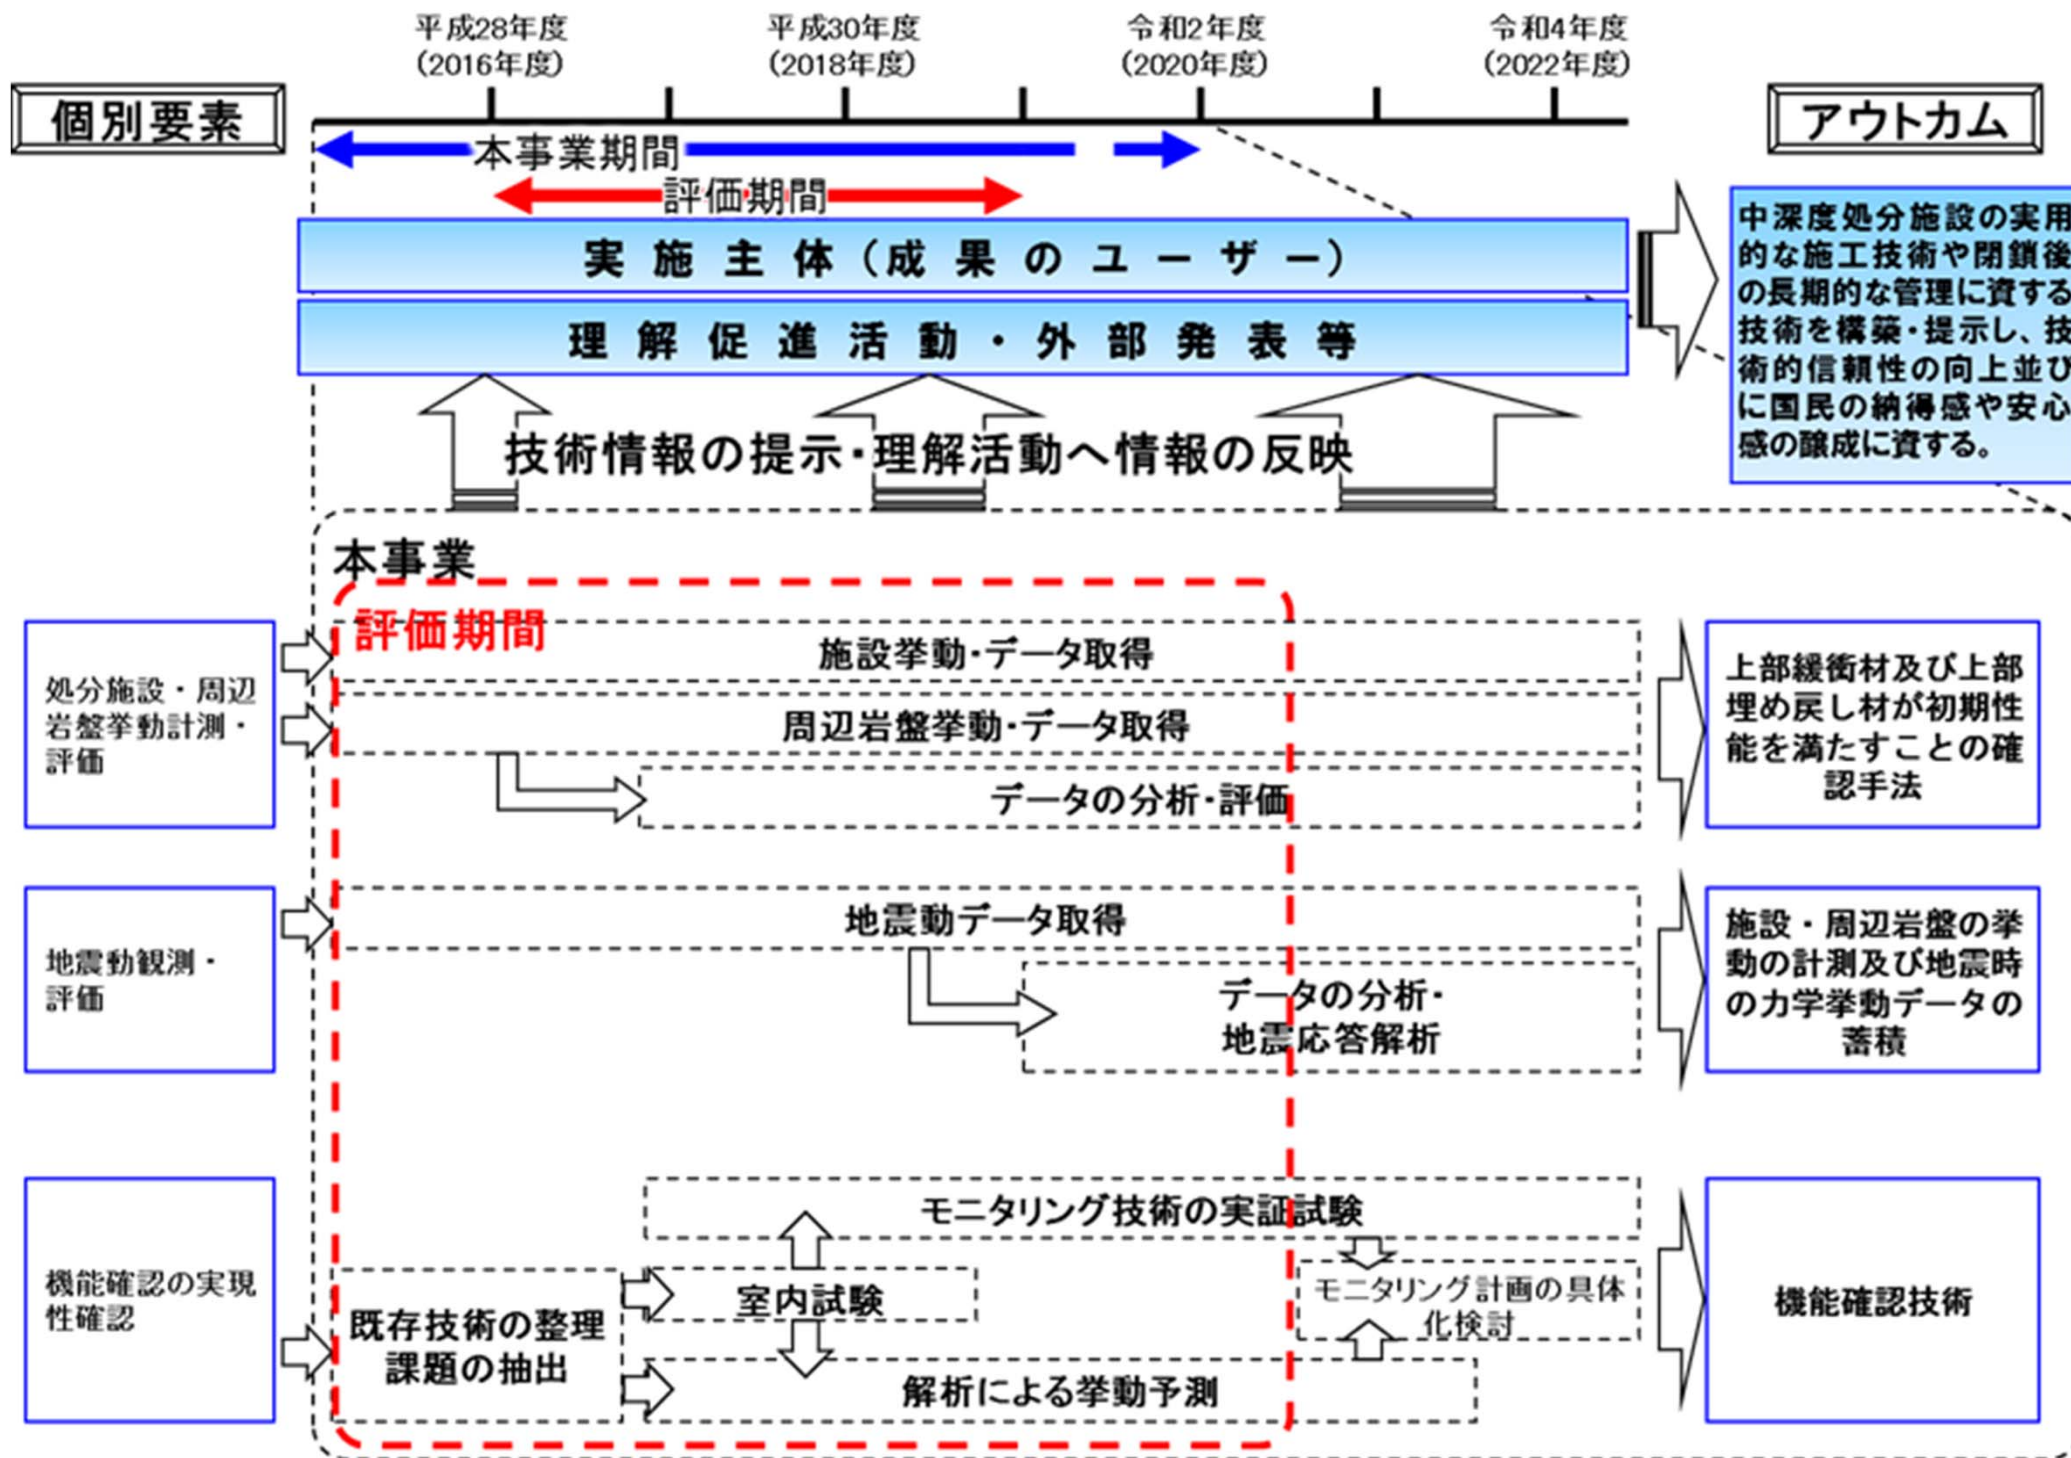 平成28年度
(2016年度)
平成30年度
(2018年度)
令和2年度
(2020年度)
令和4年度
(2022年度)
個別要素
アウトカム
本事業期間
評価期間
実施主体(成果のユーザー)
理解促進活動・外部発表等
中深度処分施設の実用
的な施工技術や閉鎖後
の長期的な管理に資する
技術を構築・提示し、技
術的信頼性の向上並び
に国民の納得感や安心
感の醸成に資する。
技術情報の提示・理解活動へ情報の反映
本事業
評価期間
処分施設・周辺
岩盤挙動計測・
評価
施設挙動・データ取得
周辺岩盤挙動・データ取得
データの分析・評価
上部緩衝材及び上部
埋め戻し材が初期性
能を満たすことの確
認手法
地震動観測・
評価
地震動データ取得
データの分析・
地震応答解析
施設・周辺岩盤の挙
動の計測及び地震時
の力学挙動データの
蓄積
機能確認の実現
性確認
既存技術の整理
課題の抽出
モニタリング技術の実証試験
室内試験
モニタリング計画の具体
化検討
解析による挙動予測
機能確認技術